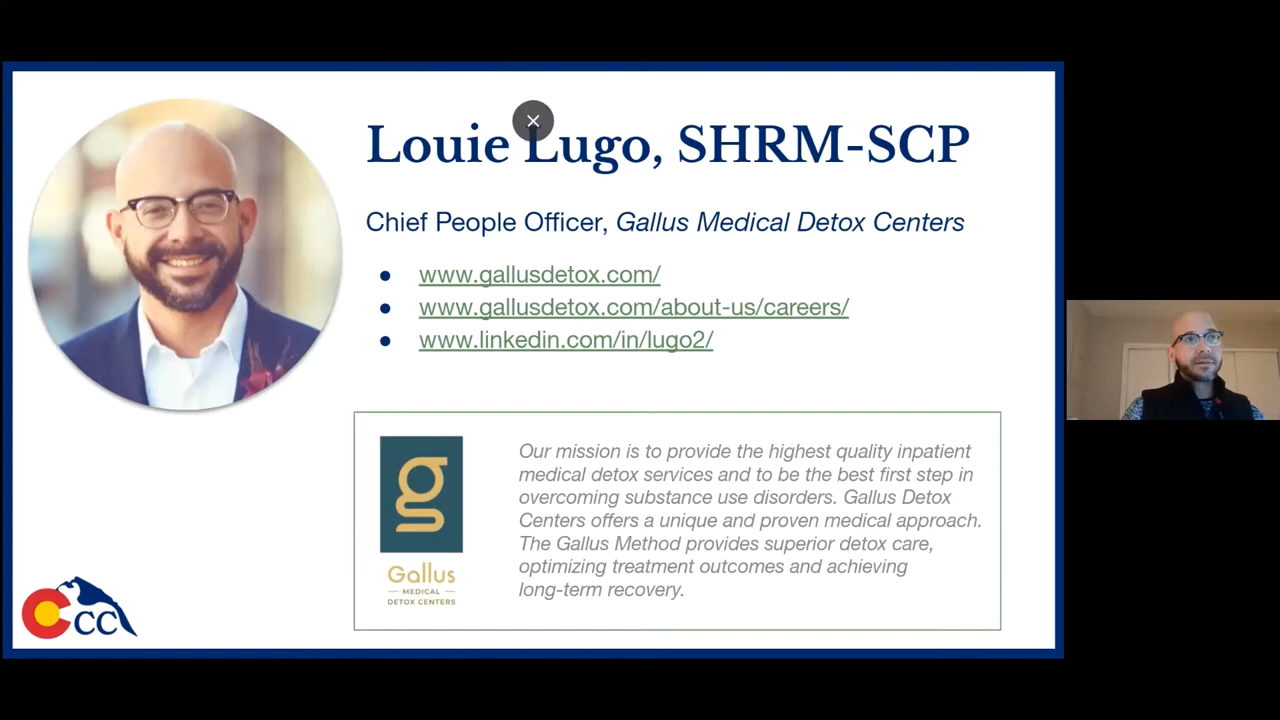 Louie Lugo, SHRM-SCP
Chief People Officer, Gallus Medical Detox Centers
www.gallusdetox.com/
www.gallusdetox.com/about-us/careers/
www.linkedin.com/in/lugo2/
g
Gallus
MEDICAL
DETOX CENTERS
Our mission is to provide the highest quality inpatient
medical detox services and to be the best first step in
overcoming substance use disorders. Gallus Detox
Centers offers a unique and proven medical approach.
The Gallus Method provides superior detox care,
optimizing treatment outcomes and achieving
long-term recovery.
CCC